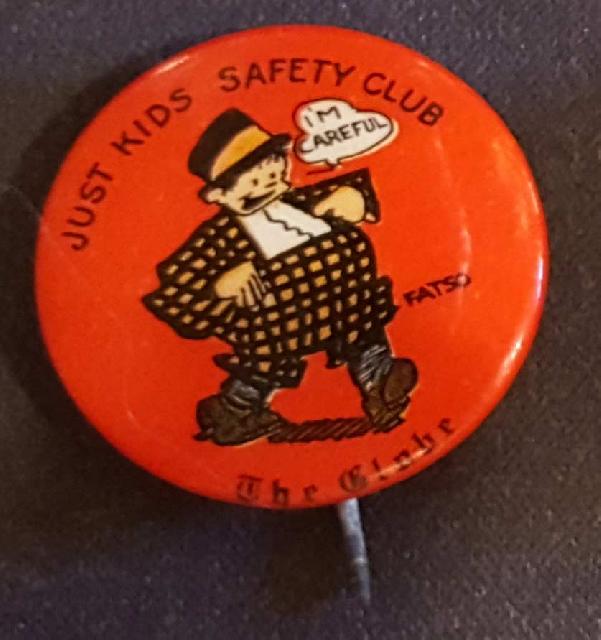 JUST KIDS SAFETY CLUB
I'M
CAREFUL
FATSO
The Globe